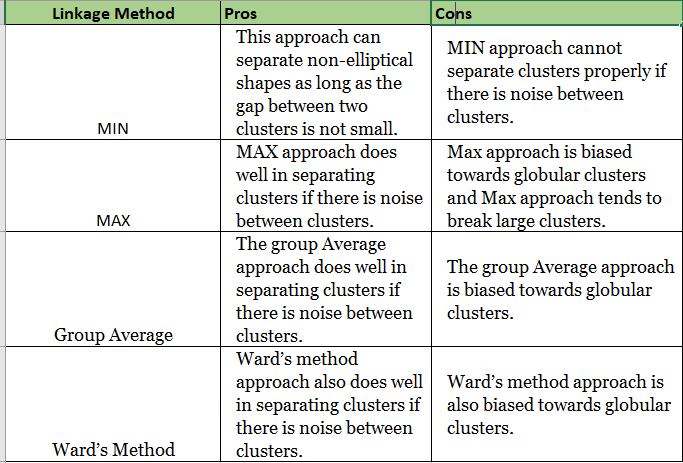 Linkage Method Pros Cons
This approach can
separate non-elliptical
shapes as long as the
gap between two
clusters is not small.
MIN approach cannot
separate clusters properly if
there is noise between
clusters.
MIN
MAX approach does
well in separating
clusters if there is noise
between clusters.
Max approach is biased
towards globular clusters
and Max approach tends to
break large clusters.
MAX
The group Average
approach does well in
separating clusters if
there is noise between
clusters.
The group Average approach
is biased towards globular
clusters.
Group Average
Ward's method
approach also does well
in separating clusters if
there is noise between
clusters.
Ward's method approach is
also biased towards globular
clusters.
Ward's Method